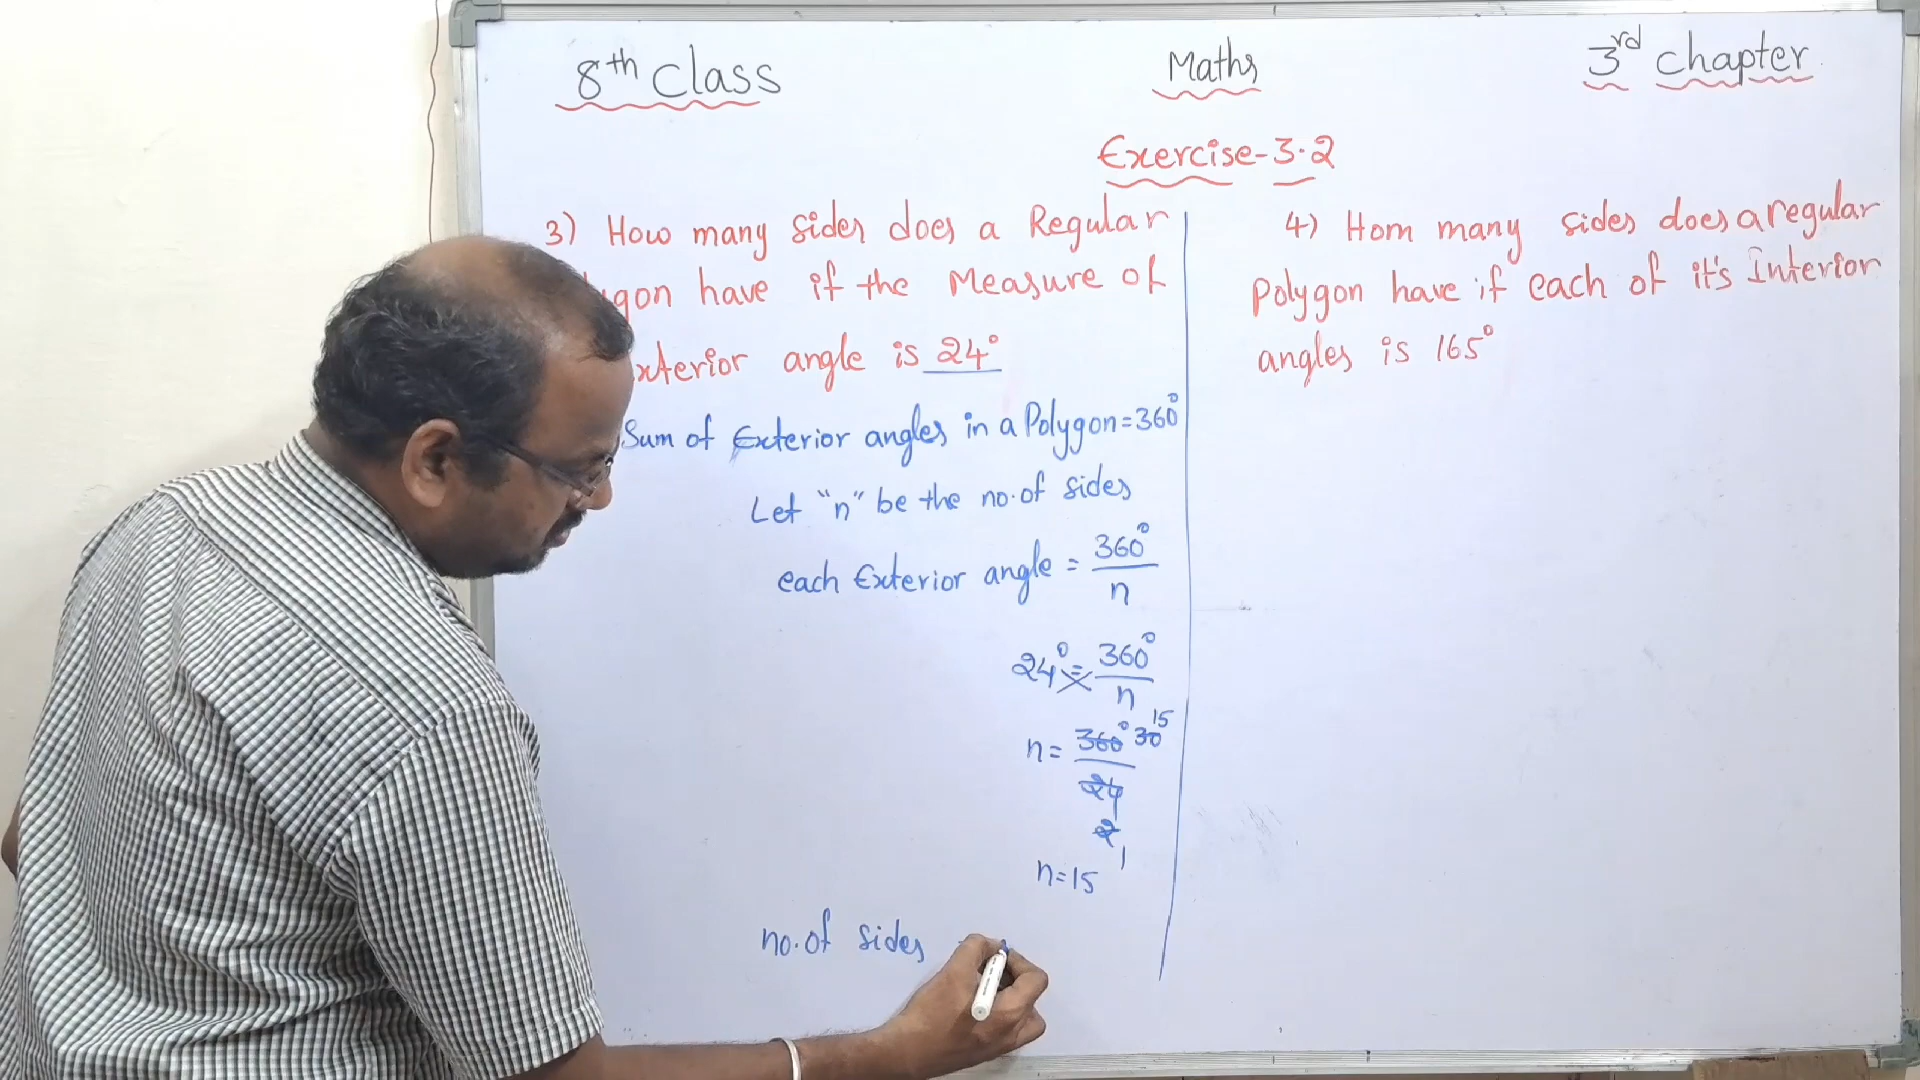 8th Class
Maths
3rd chapter
Exercise-3.2
3) How many sides does a Regular
have if the Measure of
angle is 24°
Sum of Exterior angles in a Polygon=360°
Let "n" be the no.of sides
each Exterior angle = 360°/n
24° = 360°/n
n= 360° 30 15
24
2
1
n=15
no.of sides
4) Hom many sides does a regular
polygon have if each of it's Interior
angles is 165°